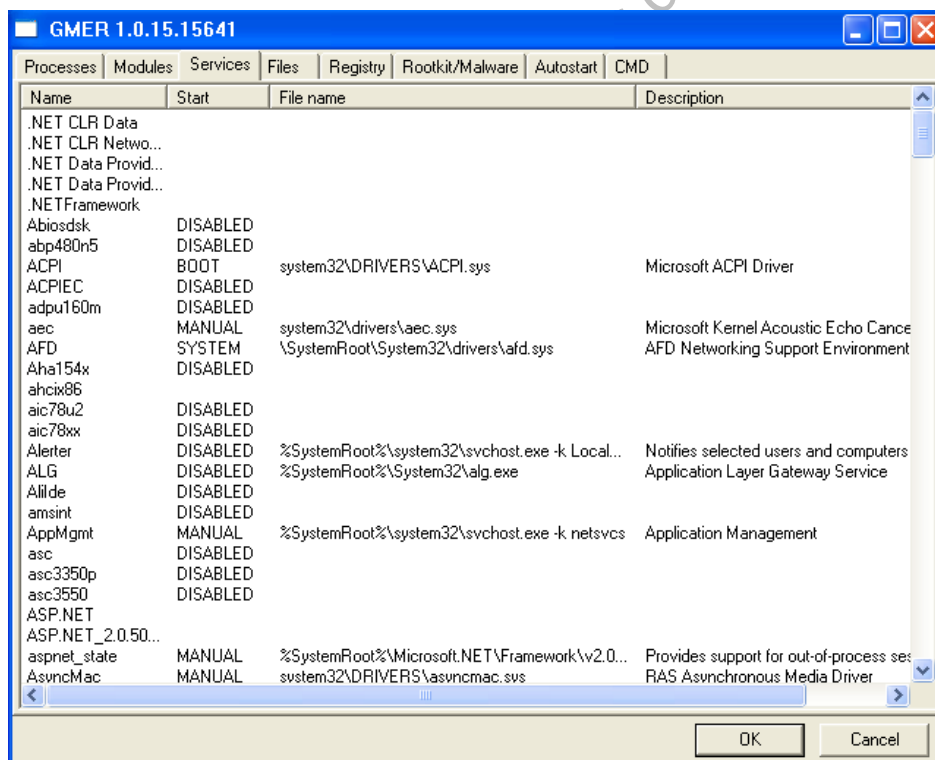 GMER 1.0.15.15641
Processes Modules Services Files Registry Rootkit/Malware Autostart CMD
Name Start File name Description
.NET CLR Data
.NET CLR Netwo...
.NET Data Provid...
.NET Data Provid...
.NETFramework
Abiosdsk DISABLED
abp480n5 DISABLED
ACPI BOOT system32\DRIVERS\ACPI.sys Microsoft ACPI Driver
ACPIEC DISABLED
adpu160m DISABLED
aec MANUAL system32\drivers\aec.sys Microsoft Kernel Acoustic Echo Cance
AFD SYSTEM \SystemRoot\System32\drivers\afd.sys AFD Networking Support Environment
Aha154x DISABLED
ahcix86
aic78u2 DISABLED
aic78xx DISABLED
Alerter DISABLED %SystemRoot%\system32\svchost.exe -k Local... Notifies selected users and computers
ALG DISABLED %SystemRoot%\System32\alg.exe Application Layer Gateway Service
AliIde DISABLED
amsint DISABLED
AppMgmt MANUAL %SystemRoot%\system32\svchost.exe -k netsvcs Application Management
asc DISABLED
asc3350p DISABLED
asc3550 DISABLED
ASP.NET
ASP.NET_2.0.50...
aspnet_state MANUAL %SystemRoot%\Microsoft.NET\Framework\v2.0... Provides support for out-of-process ses
AsyncMac MANUAL system32\DRIVERS\asyncmac.sys RAS Asynchronous Media Driver
OK Cancel